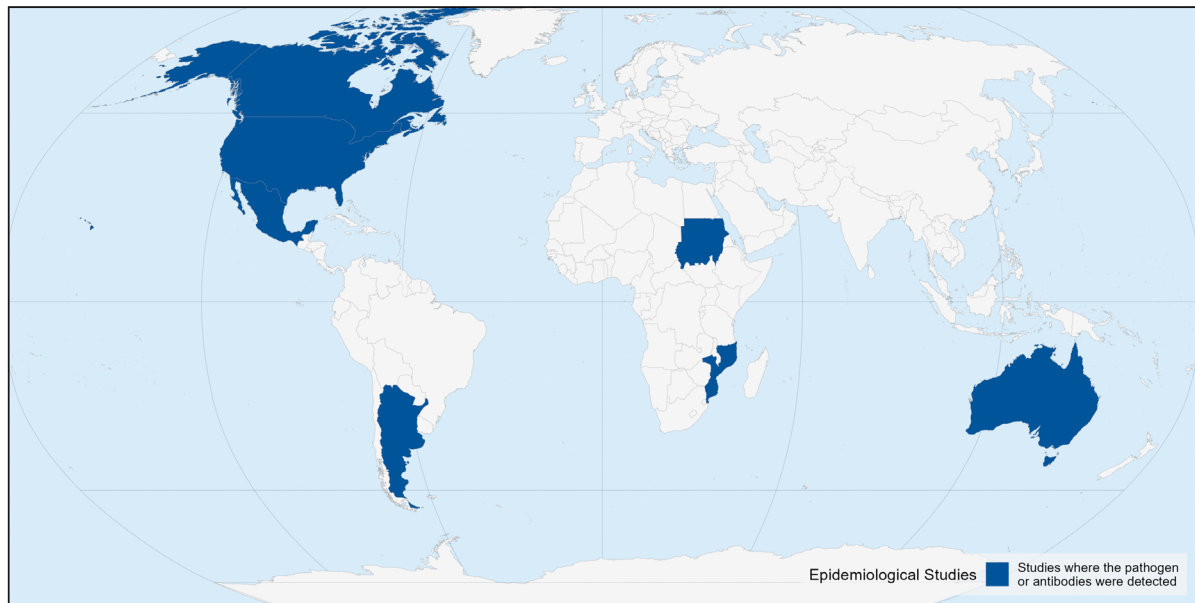 Epidemiological Studies
Studies where the pathogen
or antibodies were detected